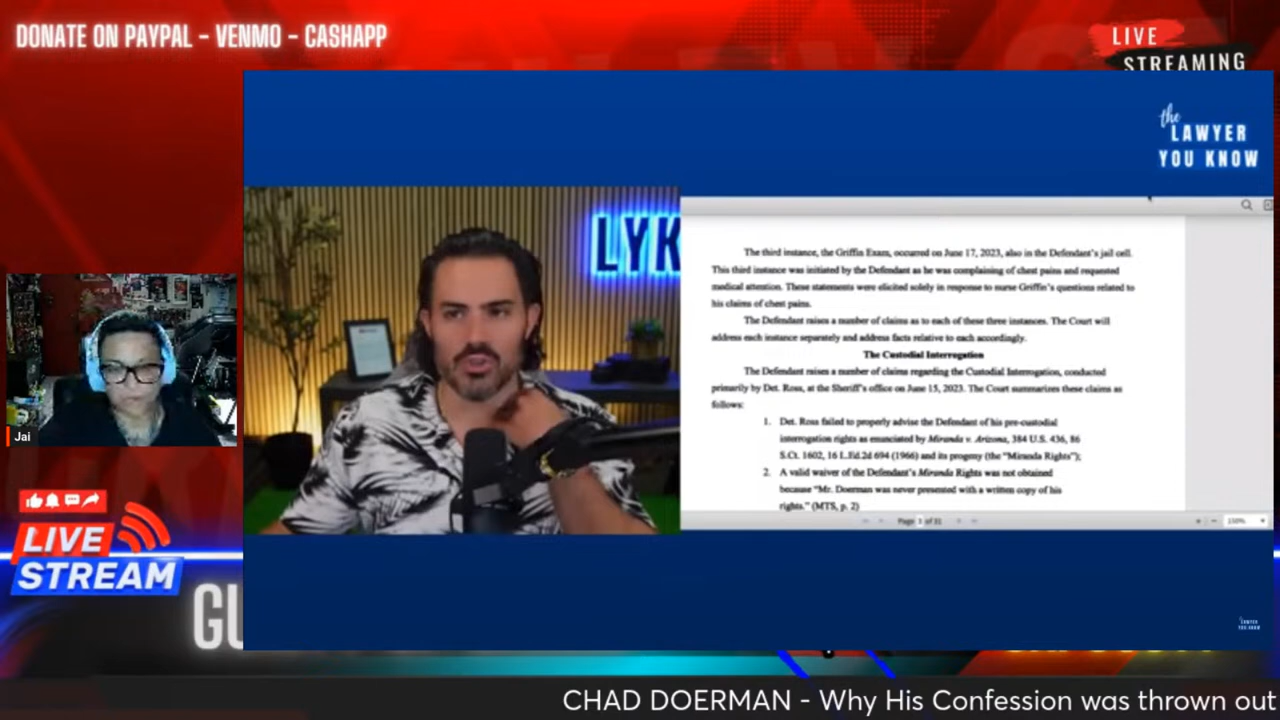 DONATE ON PAYPAL - VENMO - CASHAPP
LIVE
STREAMING
the
LAWYER
YOU KNOW
LYK
The third instance, the Griffin Exam, occurred on June 17, 2023, also in the Defendant's jail cell.
This third instance was initiated by the Defendant as he was complaining of chest pains and requested
medical attention. These statements were elicited solely in response to nurse Griffin's questions related to
his claims of chest pains.
The Defendant raises a number of claims as to each of these three instances. The Court will
address each instance separately and address facts relative to each accordingly.
The Custodial Interrogation
The Defendant raises a number of claims regarding the Custodial Interrogation, conducted
primarily by Det. Ross, at the Sheriff's office on June 15, 2023. The Court summarizes these claims as
follows:
1. Det. Ross failed to properly advise the Defendant of his pre-custodial
interrogation rights as enunciated by Miranda v. Arizona, 384 U.S. 436, 86
S.Ct. 1602, 16 L.Ed.2d 694 (1966) and its progeny (the "Miranda Rights");
2. A valid waiver of the Defendant's Miranda Rights was not obtained
because "Mr. Doerman was never presented with a written copy of his
rights." (MTS, p. 2)
Page 3 of 31
150%
Jai
LIVE
STREAM
GU
LAWYER
YOU KNOW
CHAD DOERMAN - Why His Confession was thrown out